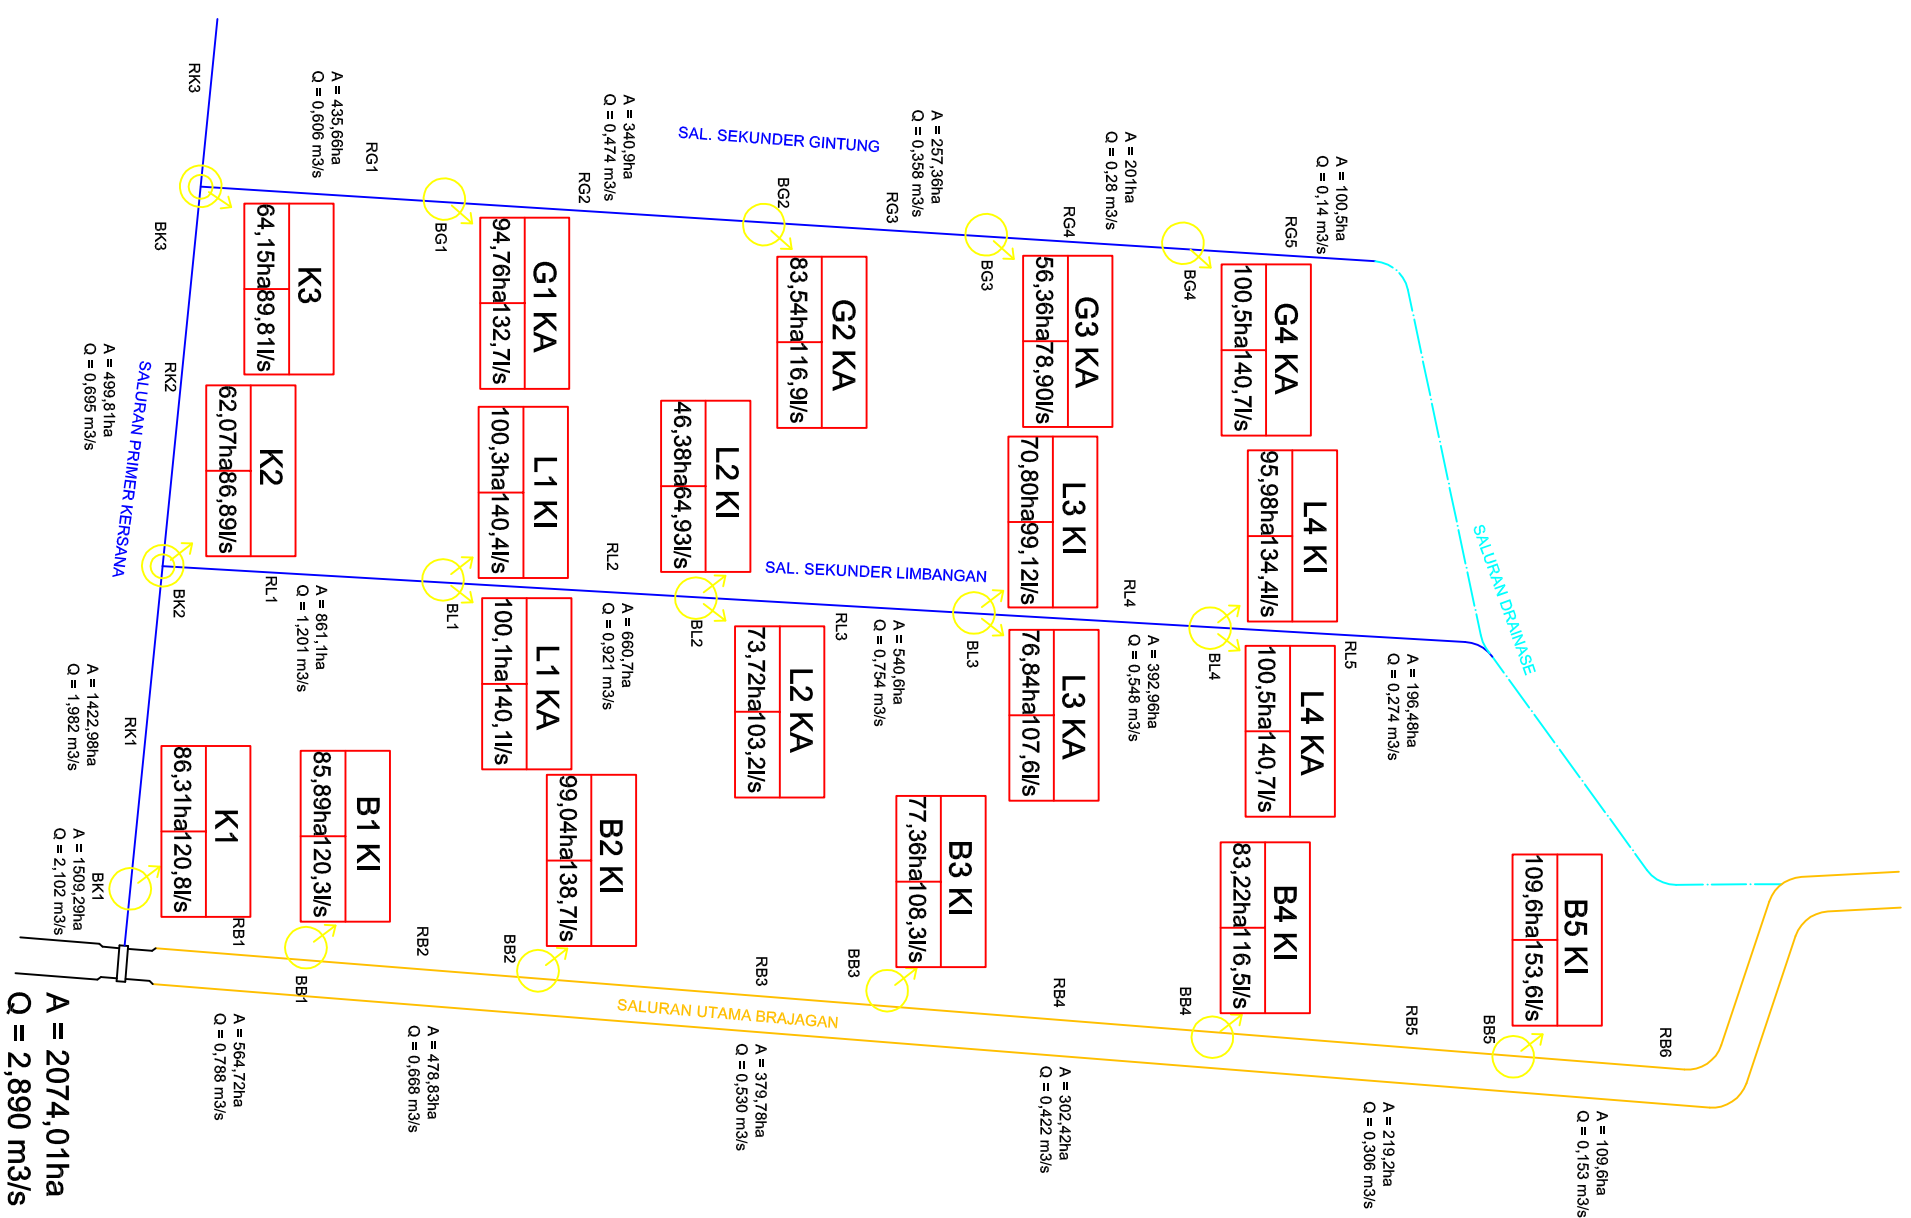 RK3
A = 435,66ha
Q = 0,606 m3/s
RG1
A = 340,9ha
Q = 0,474 m3/s
RG2
SAL. SEKUNDER GINTUNG
BG2
A = 257,36ha
Q = 0,358 m3/s
RG3
A = 201ha
Q = 0,28 m3/s
RG4
A = 100,5ha
Q = 0,14 m3/s
RG5
BK3
BG1
BG3
BG4
K3
64,15ha 89,81l/s
G1 KA
94,76ha 132,7l/s
G2 KA
83,54ha 116,9l/s
G3 KA
56,36ha 78,90l/s
G4 KA
100,5ha 140,7l/s
A = 499,81ha
Q = 0,695 m3/s
RK2
SALURAN PRIMER KERSANA
K2
62,07ha 86,89l/s
L1 KI
100,3ha 140,4l/s
L2 KI
46,38ha 64,93l/s
L3 KI
70,80ha 99,12l/s
L4 KI
95,98ha 134,4l/s
SALURAN DRAINASE
BK2
RL1
A = 861,1ha
Q = 1,201 m3/s
BL1
RL2
A = 660,7ha
Q = 0,921 m3/s
SAL. SEKUNDER LIMBANGAN
BL2
RL3
A = 540,6ha
Q = 0,754 m3/s
BL3
RL4
A = 392,96ha
Q = 0,548 m3/s
BL4
RL5
A = 196,48ha
Q = 0,274 m3/s
L1 KA
100,1ha 140,1l/s
L2 KA
73,72ha 103,2l/s
L3 KA
76,84ha 107,6l/s
L4 KA
100,5ha 140,7l/s
A = 1422,98ha
Q = 1,982 m3/s
RK1
K1
86,31ha 120,8l/s
B1 KI
85,89ha 120,3l/s
B2 KI
99,04ha 138,7l/s
B3 KI
77,36ha 108,3l/s
B4 KI
83,22ha 116,5l/s
B5 KI
109,6ha 153,6l/s
A = 1509,29ha
Q = 2,102 m3/s
BK1
RB1
BB1
RB2
BB2
RB3
BB3
RB4
BB4
RB5
BB5
RB6
SALURAN UTAMA BRAJAGAN
A = 564,72ha
Q = 0,788 m3/s
A = 478,83ha
Q = 0,668 m3/s
A = 379,78ha
Q = 0,530 m3/s
A = 302,42ha
Q = 0,422 m3/s
A = 219,2ha
Q = 0,306 m3/s
A = 109,6ha
Q = 0,153 m3/s
A = 2074,01ha
Q = 2,890 m3/s